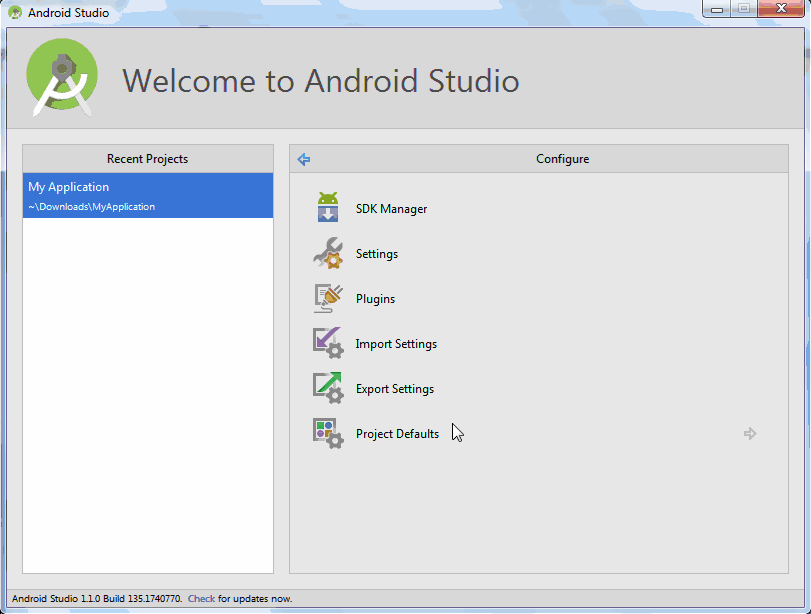 Android Studio
Welcome to Android Studio
Recent Projects
My Application
~\Downloads\MyApplication
Configure
SDK Manager
Settings
Plugins
Import Settings
Export Settings
Project Defaults
Android Studio 1.1.0 Build 135.1740770. Check for updates now.